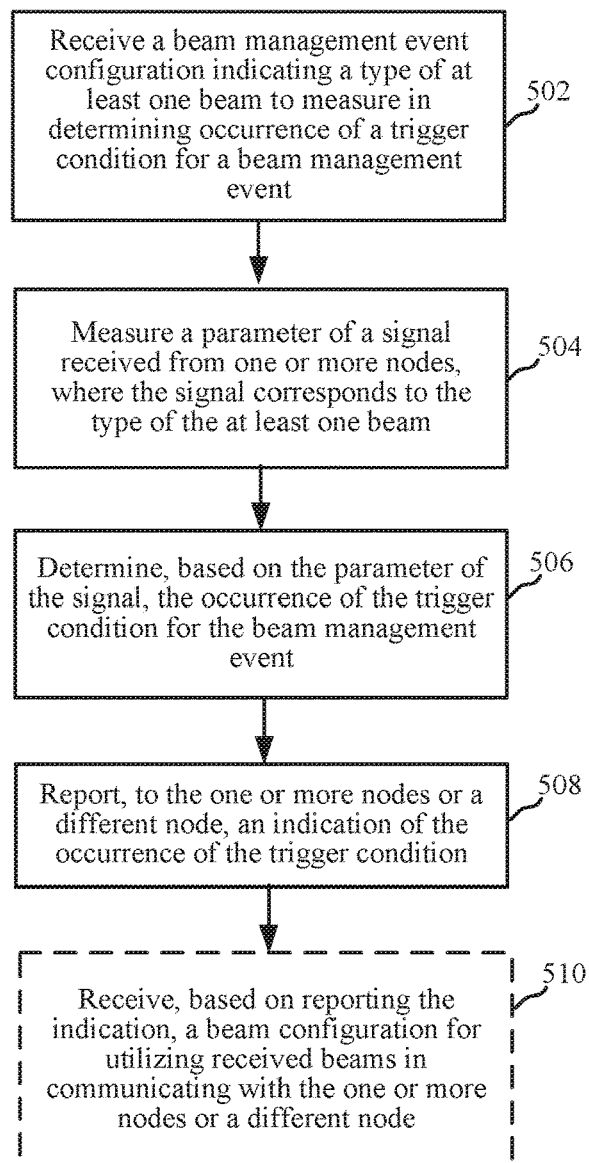 Receive a beam management event
configuration indicating a type of at
least one beam to measure in
determining occurrence of a trigger
condition for a beam management
event
502
Measure a parameter of a signal
received from one or more nodes,
where the signal corresponds to the
type of the at least one beam
504
Determine, based on the parameter of
the signal, the occurrence of the trigger
condition for the beam management
event
506
Report, to the one or more nodes or a
different node, an indication of the
occurrence of the trigger condition
508
Receive, based on reporting the
indication, a beam configuration for
utilizing received beams in
communicating with the one or more
nodes or a different node
510